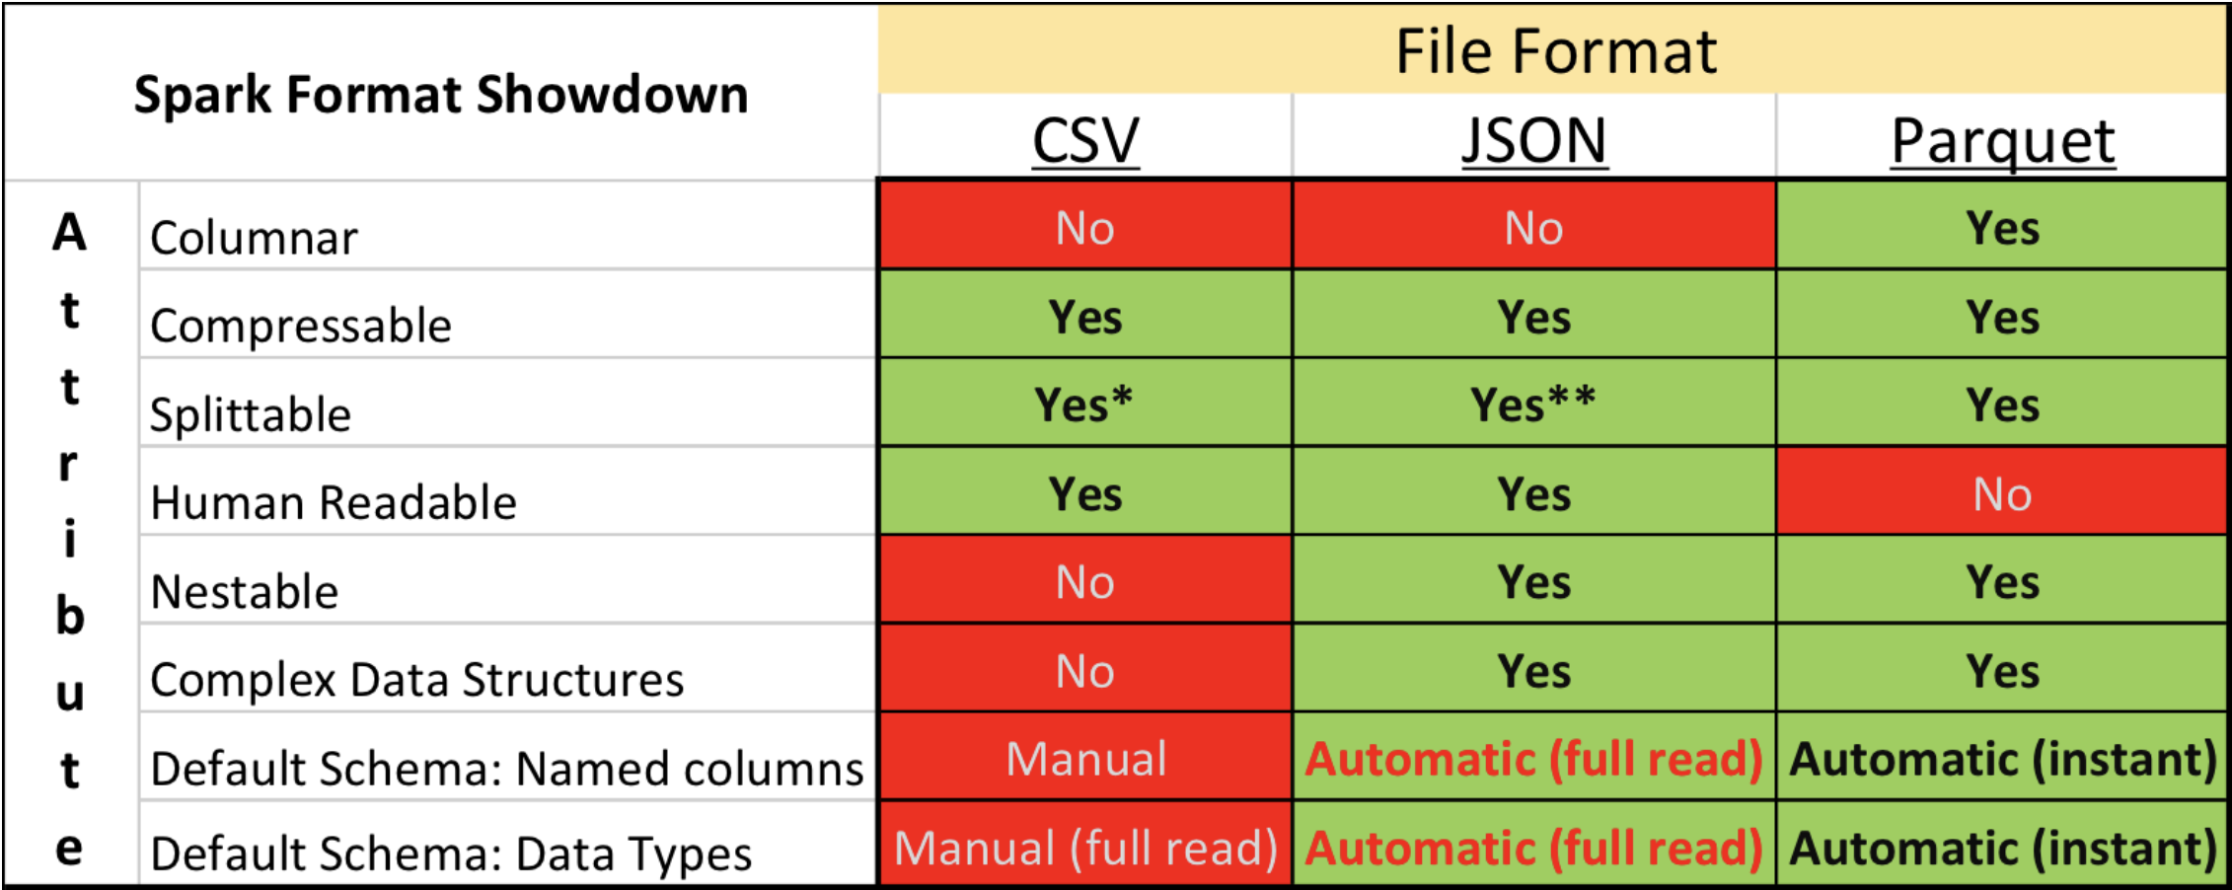 File Format
Spark Format Showdown
CSV JSON Parquet
Attribute
Columnar No No Yes
Compressable Yes Yes Yes
Splittable Yes* Yes** Yes
Human Readable Yes Yes No
Nestable No Yes Yes
Complex Data Structures No Yes Yes
Default Schema: Named columns Manual Automatic (full read) Automatic (instant)
Default Schema: Data Types Manual (full read) Automatic (full read) Automatic (instant)